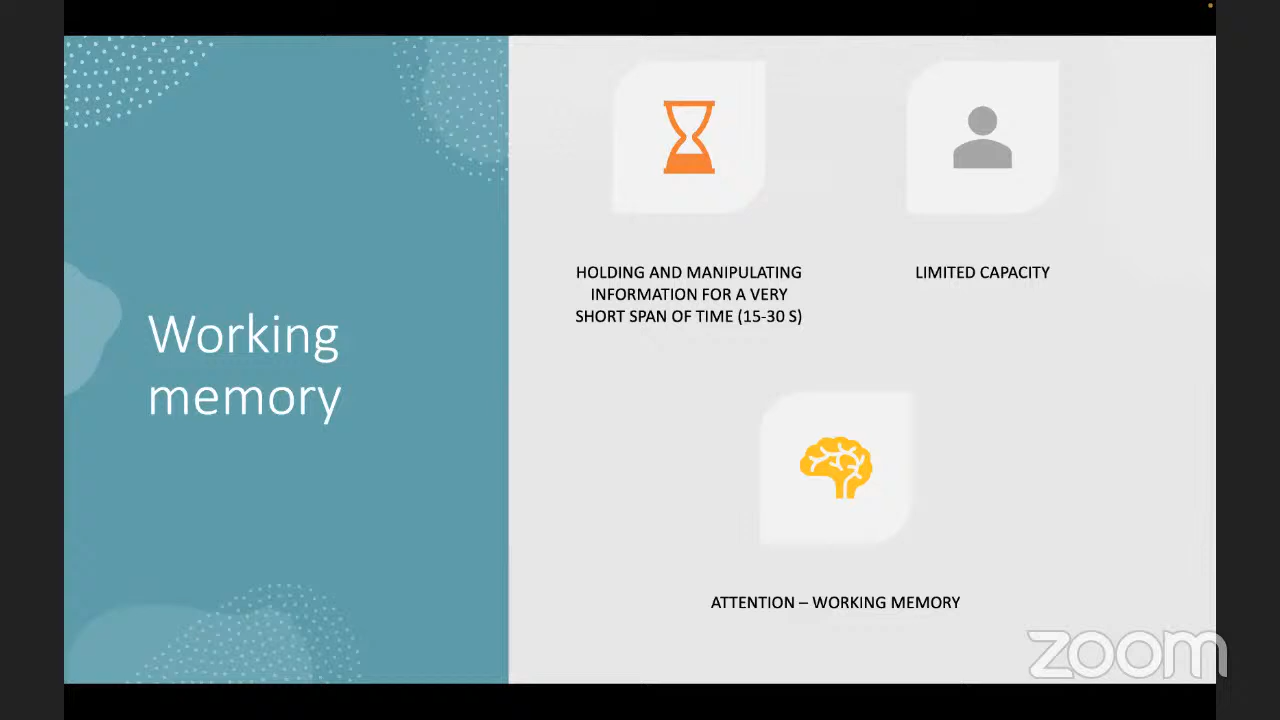 Working
memory
HOLDING AND MANIPULATING
INFORMATION FOR A VERY
SHORT SPAN OF TIME (15-30 S)
LIMITED CAPACITY
ATTENTION – WORKING MEMORY
zoom